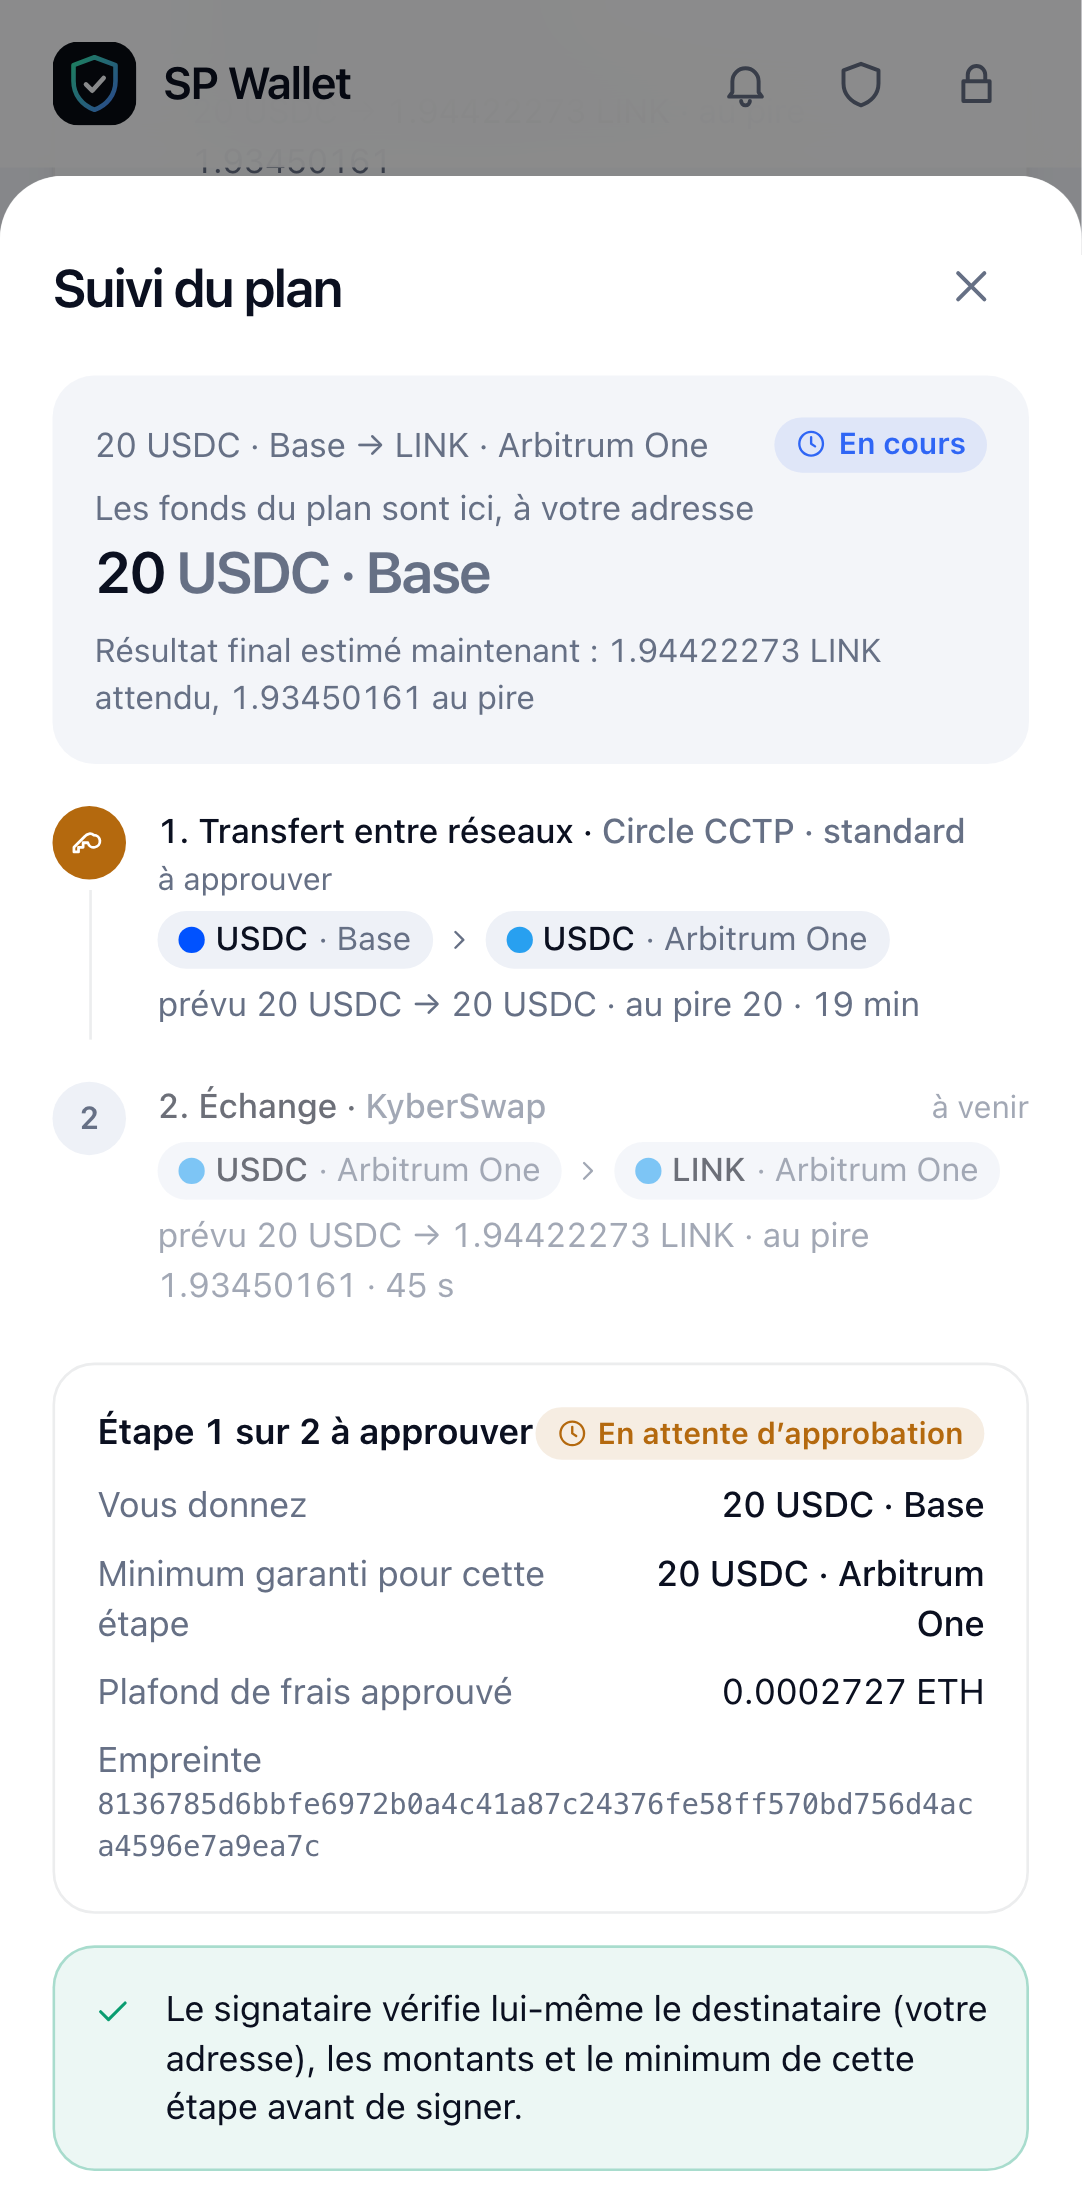 SP Wallet
1.93450161
Suivi du plan
20 USDC · Base → LINK · Arbitrum One
En cours
Les fonds du plan sont ici, à votre adresse
20 USDC · Base
Résultat final estimé maintenant : 1.94422273 LINK
attendu, 1.93450161 au pire
1. Transfert entre réseaux · Circle CCTP · standard
à approuver
USDC · Base › USDC · Arbitrum One
prévu 20 USDC → 20 USDC · au pire 20 · 19 min
2
2. Échange · KyberSwap
à venir
USDC · Arbitrum One › LINK · Arbitrum One
prévu 20 USDC → 1.94422273 LINK · au pire
1.93450161 · 45 s
Étape 1 sur 2 à approuver
En attente d’approbation
Vous donnez
20 USDC · Base
Minimum garanti pour cette
étape
20 USDC · Arbitrum
One
Plafond de frais approuvé
0.0002727 ETH
Empreinte
8136785d6bbfe6972b0a4c41a87c24376fe58ff570bd756d4ac
a4596e7a9ea7c
Le signataire vérifie lui-même le destinataire (votre
adresse), les montants et le minimum de cette
étape avant de signer.